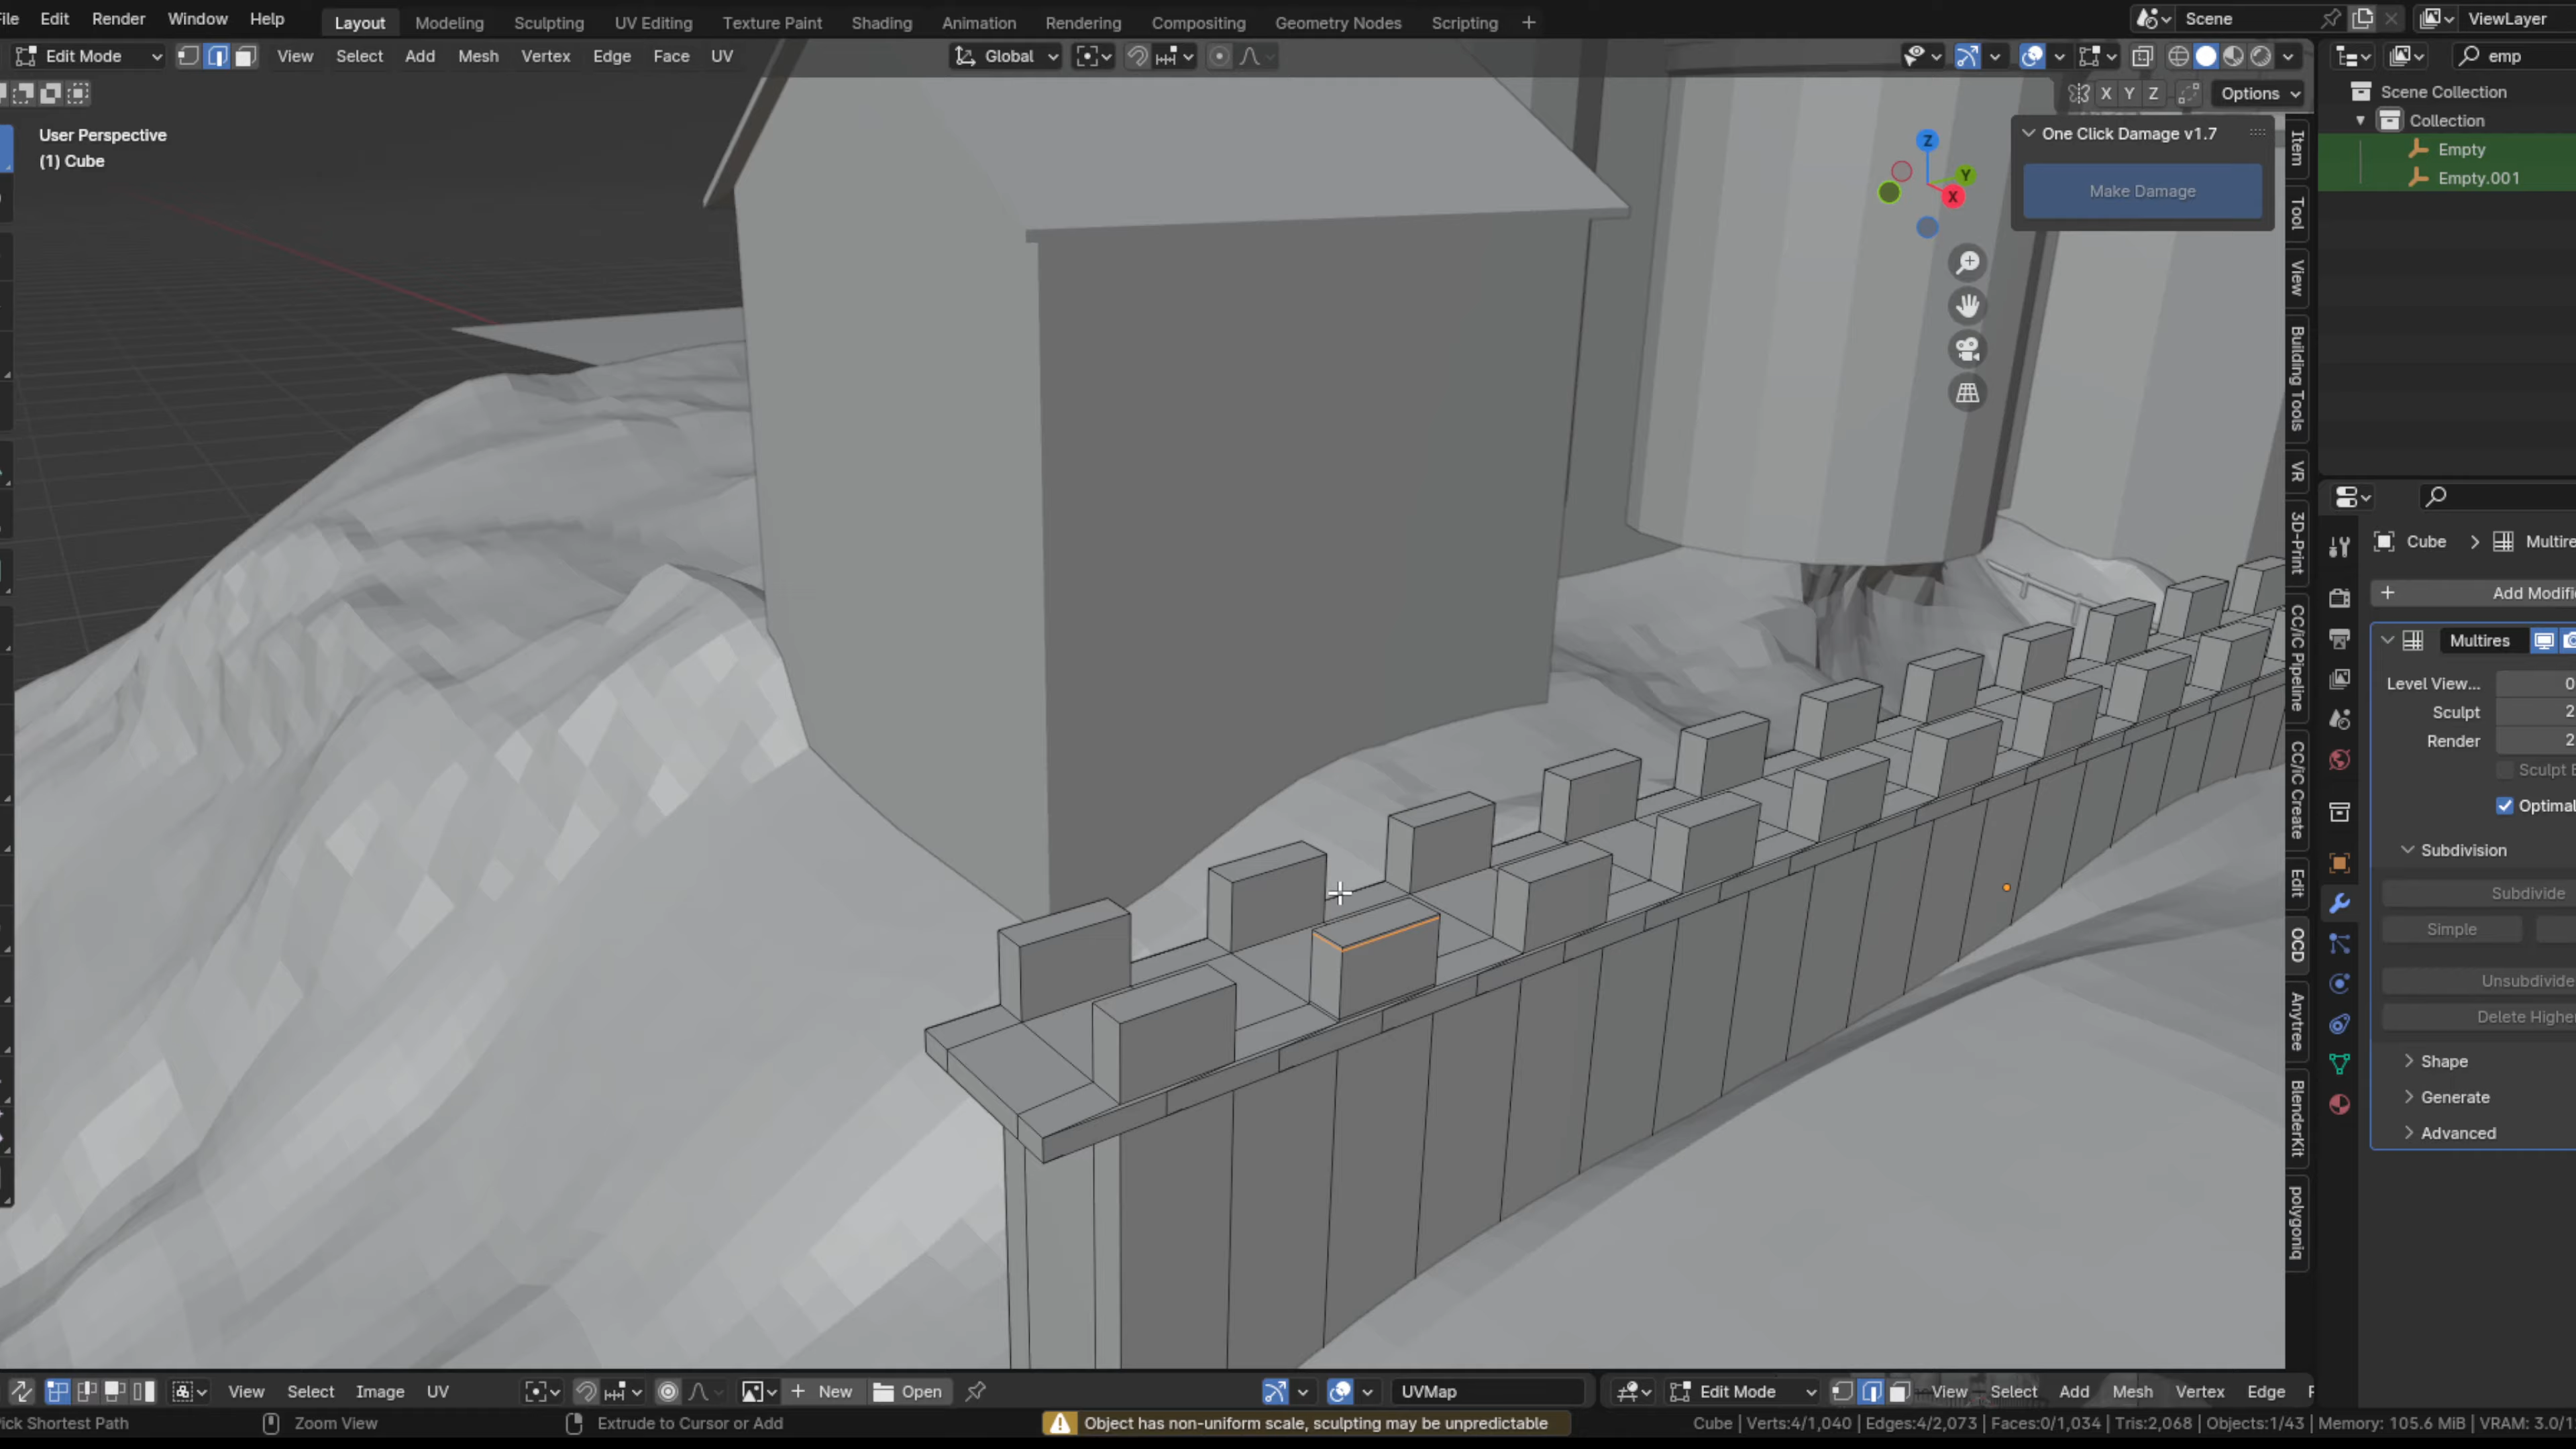 File Edit Render Window Help Layout Modeling Sculpting UV Editing Texture Paint Shading Animation Rendering Compositing Geometry Nodes Scripting + Scene ViewLayer
Edit Mode View Select Add Mesh Vertex Edge Face UV Global emp
X Y Z Options
Scene Collection
Collection
Empty
Empty.001
User Perspective
(1) Cube
One Click Damage v1.7
Make Damage
Z
Y
X
Item
Tool
View
Building Tools
VR
3D-Print
CC/iC Pipeline
CC/iC Create
Edit
OCD
Anytree
BlenderKit
polygoniq
Cube > Multire
+ Add Modifi
Multires
Level View... 0
Sculpt 2
Render 2
Sculpt B
Optimal
Subdivision
Subdivide
Simple
Unsubdivide
Delete Higher
Shape
Generate
Advanced
View Select Image UV + New Open UVMap Edit Mode View Select Add Mesh Vertex Edge F
ick Shortest Path Zoom View Extrude to Cursor or Add Object has non-uniform scale, sculpting may be unpredictable Cube | Verts:4/1,040 | Edges:4/2,073 | Faces:0/1,034 | Tris:2,068 | Objects:1/43 | Memory: 105.6 MiB | VRAM: 3.0/1